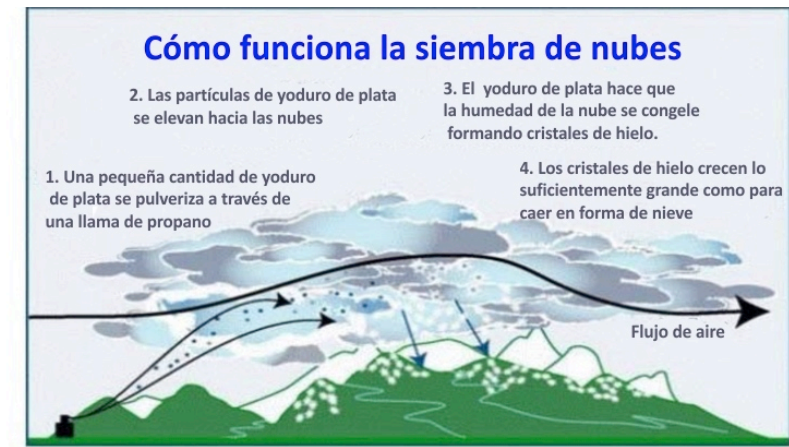 Cómo funciona la siembra de nubes
2. Las partículas de yoduro de plata
se elevan hacia las nubes
3. El yoduro de plata hace que
la humedad de la nube se congele
formando cristales de hielo.
1. Una pequeña cantidad de yoduro
de plata se pulveriza a través de
una llama de propano
4. Los cristales de hielo crecen lo
suficientemente grande como para
caer en forma de nieve
Flujo de aire